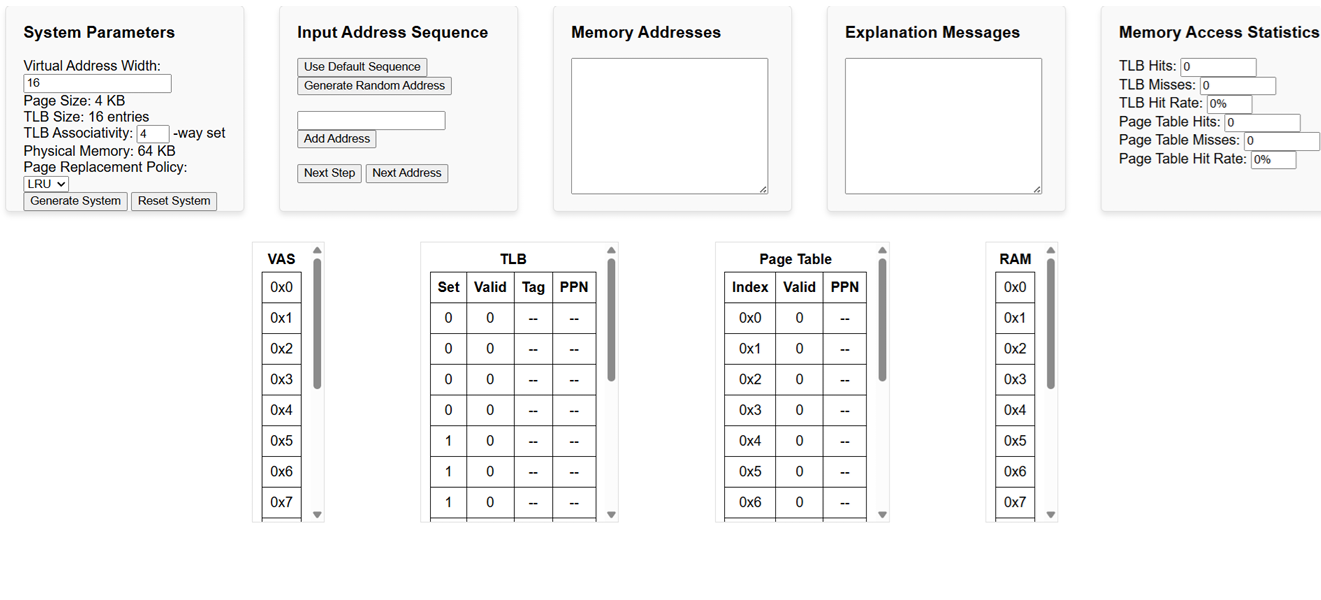 System Parameters
Virtual Address Width:
16
Page Size: 4 KB
TLB Size: 16 entries
TLB Associativity: 4 -way set
Physical Memory: 64 KB
Page Replacement Policy:
LRU
Generate System Reset System
Input Address Sequence
Use Default Sequence
Generate Random Address
Add Address
Next Step Next Address
Memory Addresses
Explanation Messages
Memory Access Statistics
TLB Hits: 0
TLB Misses: 0
TLB Hit Rate: 0%
Page Table Hits: 0
Page Table Misses: 0
Page Table Hit Rate: 0%
VAS
0x0
0x1
0x2
0x3
0x4
0x5
0x6
0x7
TLB
Set Valid Tag PPN
0 0 -- --
0 0 -- --
0 0 -- --
0 0 -- --
1 0 -- --
1 0 -- --
1 0 -- --
Page Table
Index Valid PPN
0x0 0 --
0x1 0 --
0x2 0 --
0x3 0 --
0x4 0 --
0x5 0 --
0x6 0 --
RAM
0x0
0x1
0x2
0x3
0x4
0x5
0x6
0x7